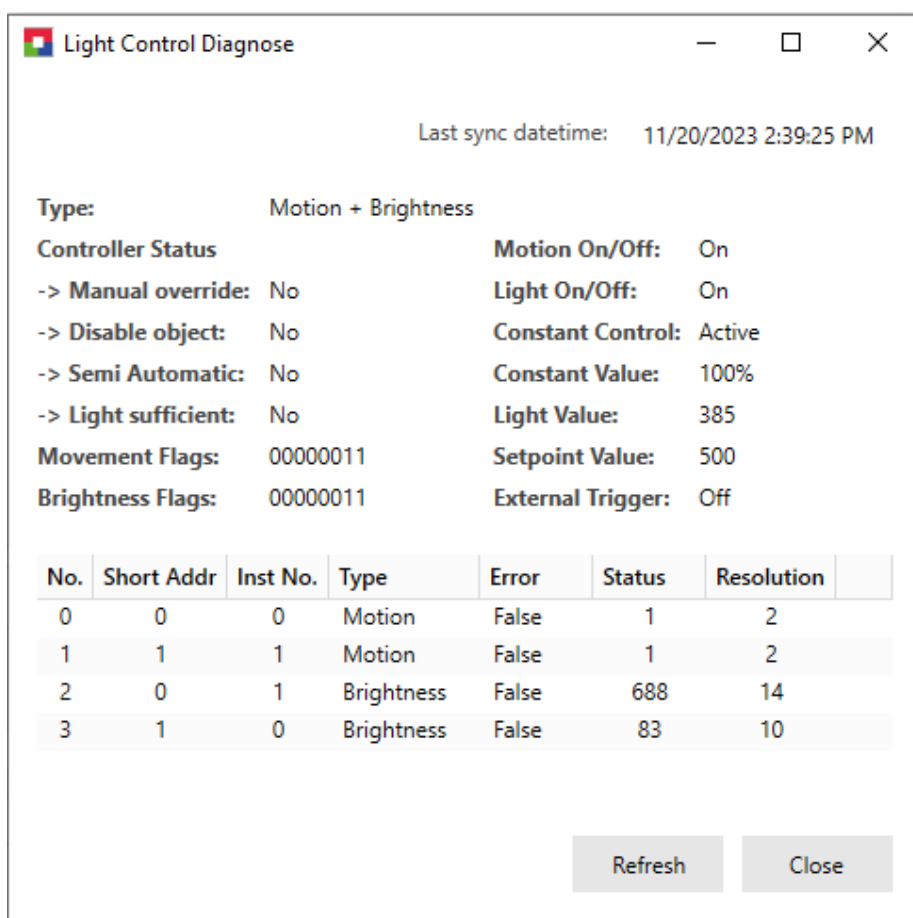 Light Control Diagnose
Last sync datetime: 11/20/2023 2:39:25 PM
Type: Motion + Brightness
Controller Status Motion On/Off: On
-> Manual override: No Light On/Off: On
-> Disable object: No Constant Control: Active
-> Semi Automatic: No Constant Value: 100%
-> Light sufficient: No Light Value: 385
Movement Flags: 00000011 Setpoint Value: 500
Brightness Flags: 00000011 External Trigger: Off
No. Short Addr Inst No. Type Error Status Resolution
0 0 0 Motion False 1 2
1 1 1 Motion False 1 2
2 0 1 Brightness False 688 14
3 1 0 Brightness False 83 10
Refresh Close